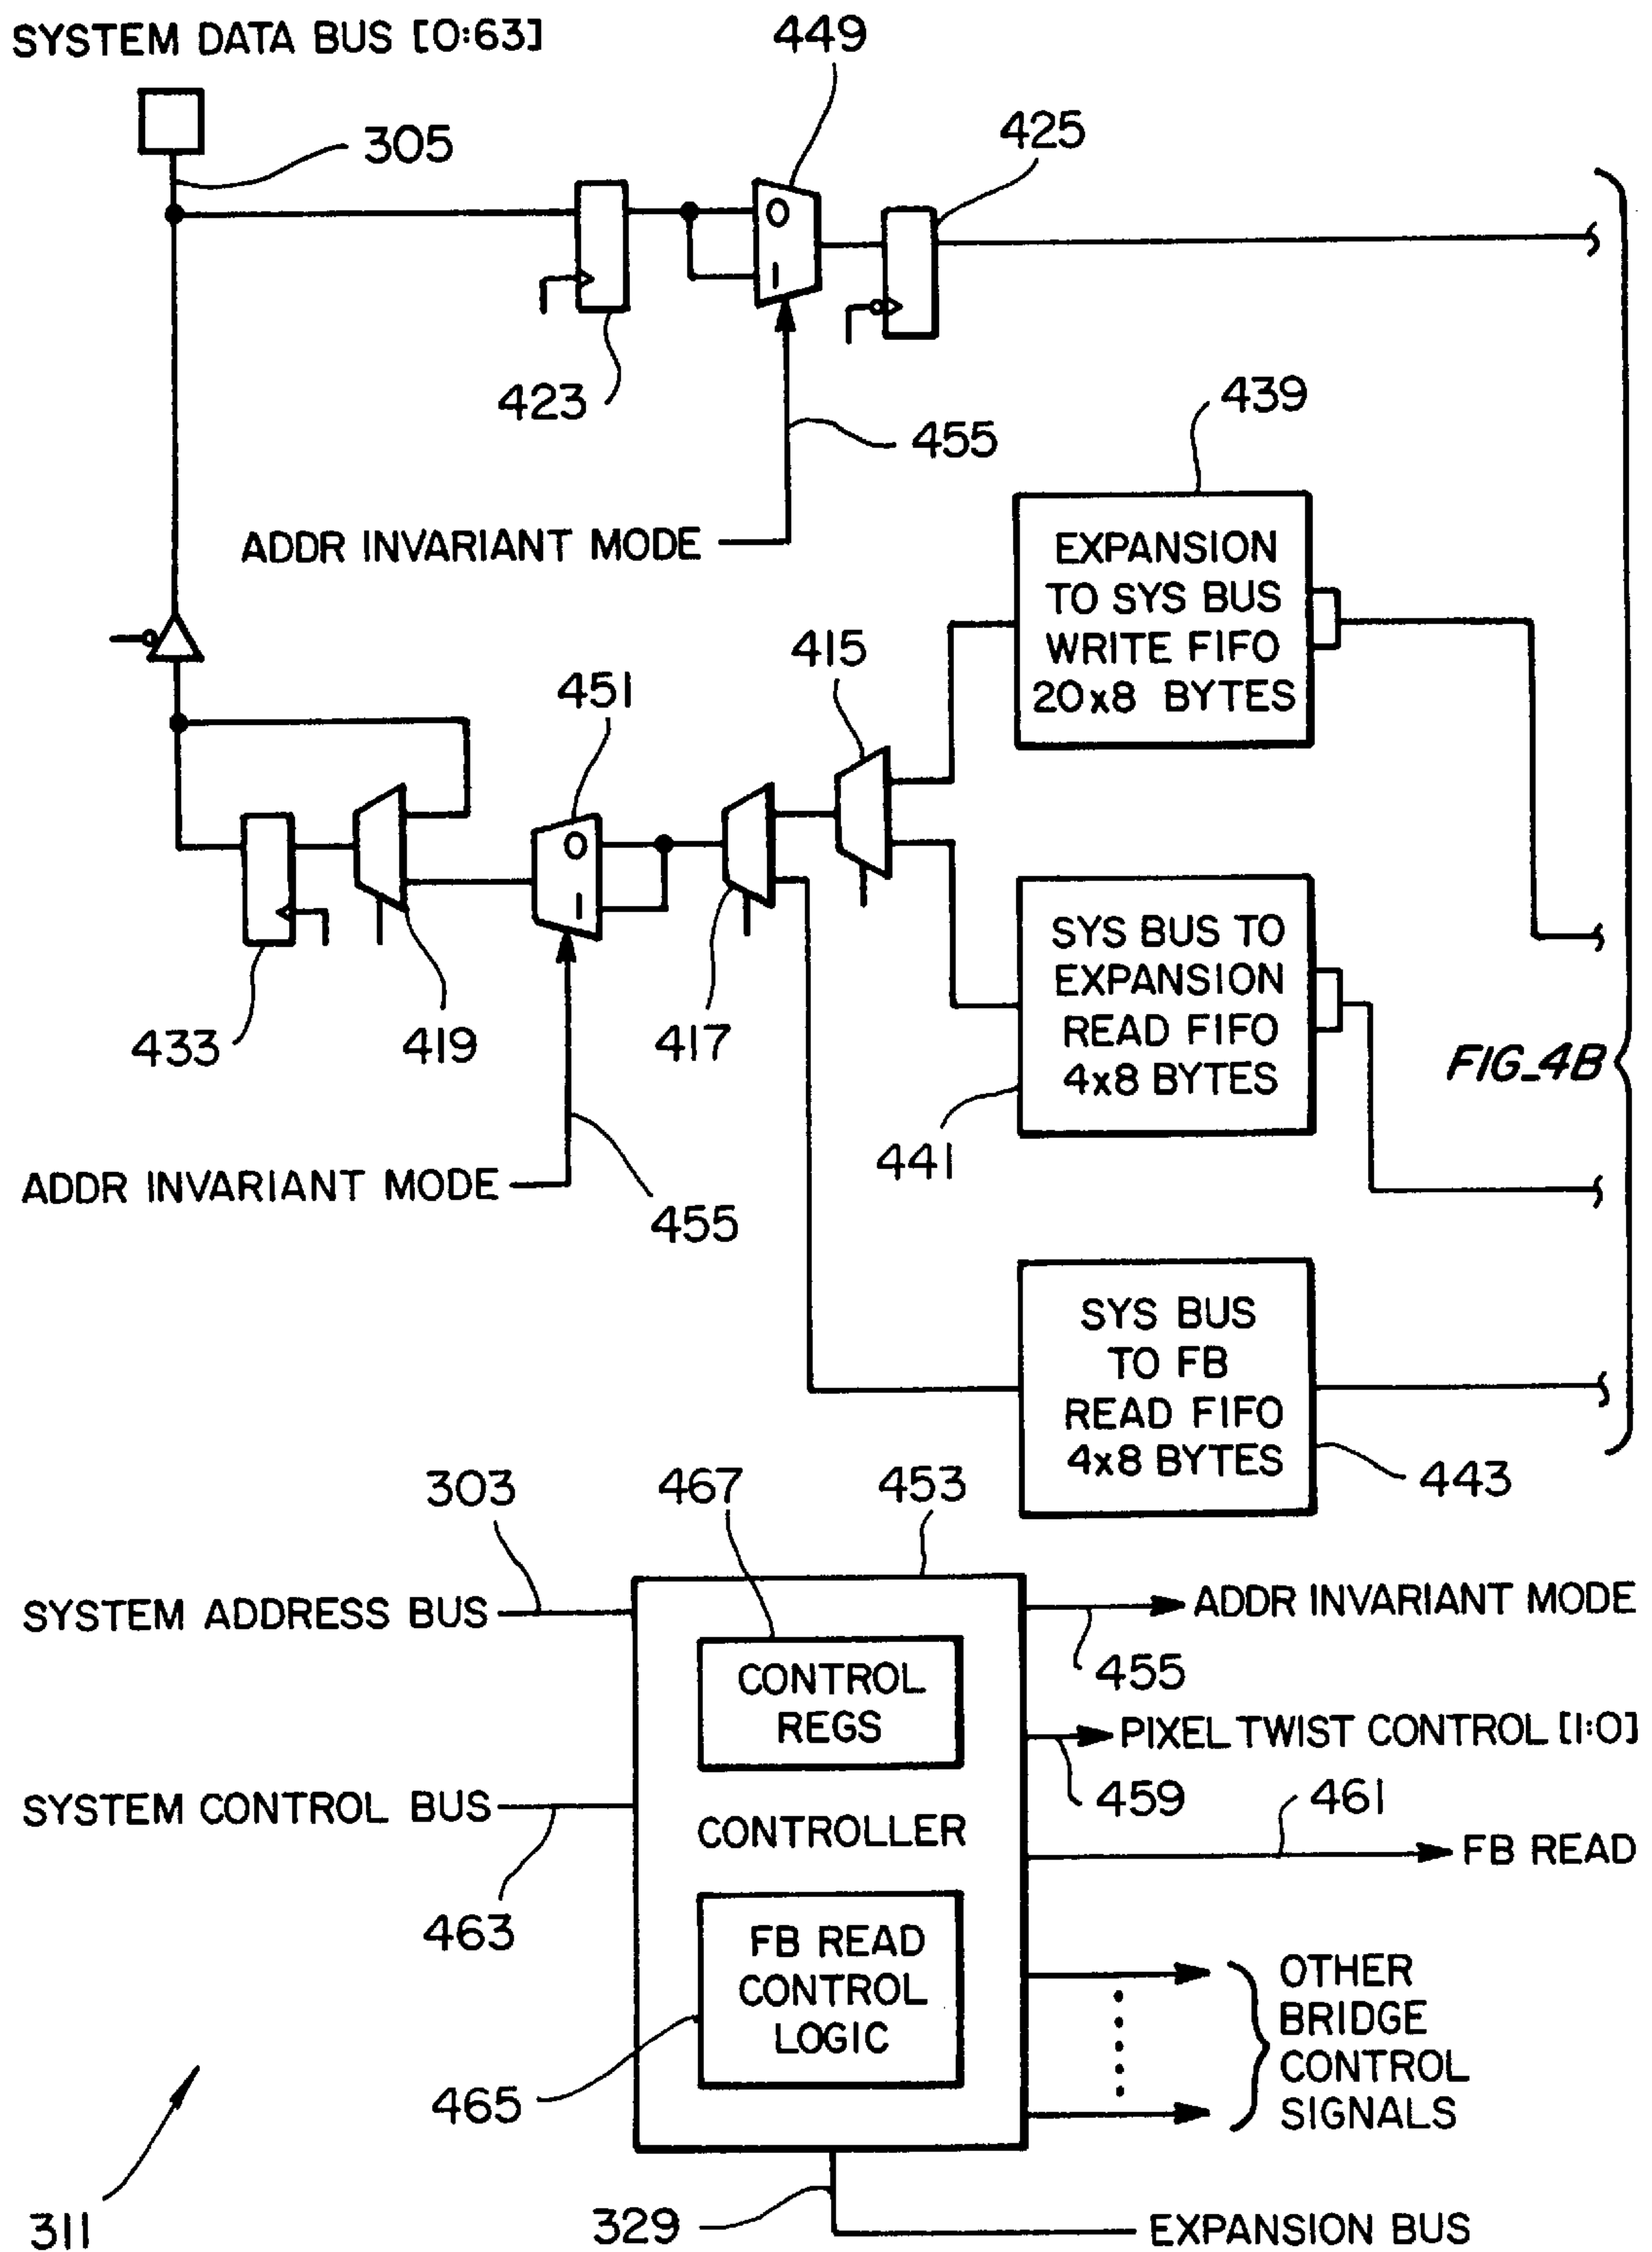 SYSTEM DATA BUS [0:63]
449
425
305
0
1
423
439
455
ADDR INVARIANT MODE
EXPANSION
TO SYS BUS
WRITE FIFO
20x8 BYTES
415
451
0
1
SYS BUS TO
EXPANSION
READ FIFO
4x8 BYTES
433
419
417
FIG_4B
441
ADDR INVARIANT MODE
455
SYS BUS
TO FB
READ FIFO
4x8 BYTES
443
303
467
453
SYSTEM ADDRESS BUS
ADDR INVARIANT MODE
455
CONTROL
REGS
PIXEL TWIST CONTROL [1:0]
459
461
SYSTEM CONTROL BUS
CONTROLLER
FB READ
463
FB READ
CONTROL
LOGIC
465
OTHER
BRIDGE
CONTROL
SIGNALS
311
329
EXPANSION BUS